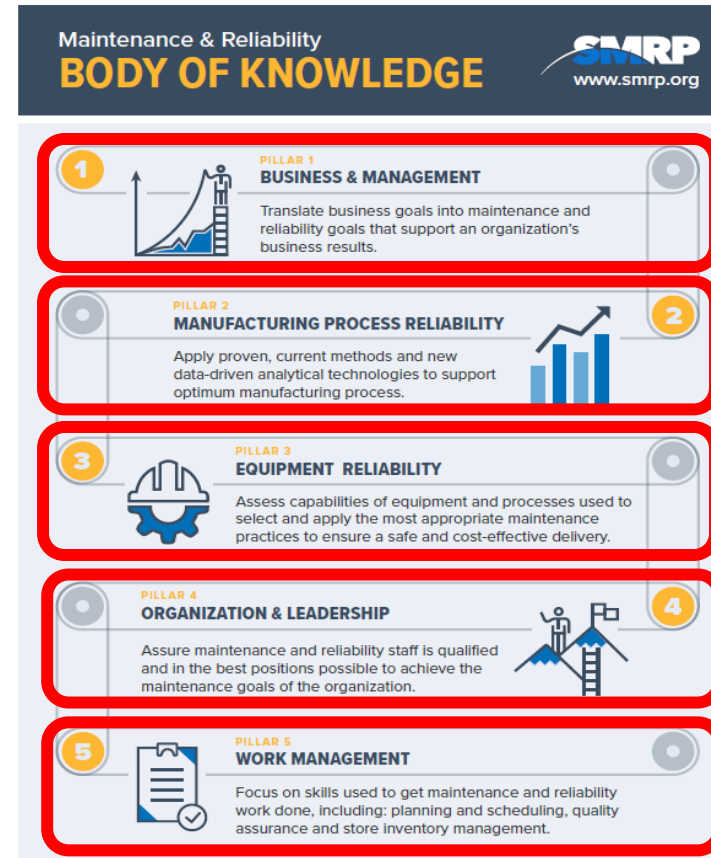 Maintenance & Reliability
BODY OF KNOWLEDGE
SMRP
www.smrp.org
1
PILLAR 1
BUSINESS & MANAGEMENT
Translate business goals into maintenance and
reliability goals that support an organization's
business results.
PILLAR 2
MANUFACTURING PROCESS RELIABILITY
2
Apply proven, current methods and new
data-driven analytical technologies to support
optimum manufacturing process.
3
PILLAR 3
EQUIPMENT RELIABILITY
Assess capabilities of equipment and processes used to
select and apply the most appropriate maintenance
practices to ensure a safe and cost-effective delivery.
PILLAR 4
ORGANIZATION & LEADERSHIP
4
Assure maintenance and reliability staff is qualified
and in the best positions possible to achieve the
maintenance goals of the organization.
5
PILLAR 5
WORK MANAGEMENT
Focus on skills used to get maintenance and reliability
work done, including: planning and scheduling, quality
assurance and store inventory management.